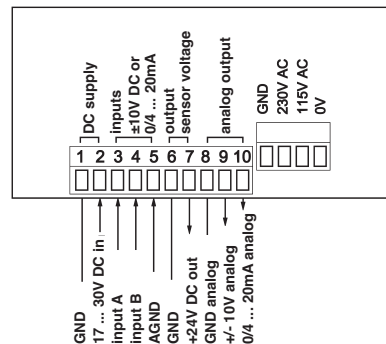 DC supply
inputs
±10V DC or
0/4 ... 20mA
output
sensor voltage
analog output
GND
230V AC
115V AC
0V
1 2 3 4 5 6 7 8 9 10
GND
17 ... 30V DC in
input A
input B
AGND
GND
+24V DC out
GND analog
+/- 10V analog
0/4 ... 20mA analog